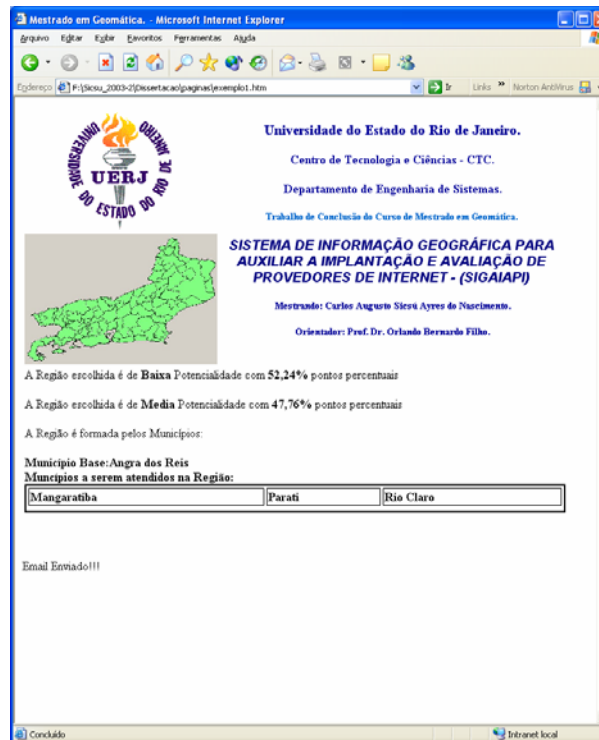 Mestrado em Geomática. - Microsoft Internet Explorer
Arquivo Editar Exibir Favoritos Ferramentas Ajuda
Endereço F:\Sicsu_2003-2\Dissertacao\paginas\exemplo1.htm Ir Links » Norton AntiVirus
UNIVERSIDADE DO ESTADO DO RIO DE JANEIRO
UERJ
Universidade do Estado do Rio de Janeiro.
Centro de Tecnologia e Ciências - CTC.
Departamento de Engenharia de Sistemas.
Trabalho de Conclusão do Curso de Mestrado em Geomática.
SISTEMA DE INFORMAÇÃO GEOGRÁFICA PARA
AUXILIAR A IMPLANTAÇÃO E AVALIAÇÃO DE
PROVEDORES DE INTERNET - (SIGAIAPI)
Mestrando: Carlos Augusto Sicsú Ayres do Nascimento.
Orientador: Prof. Dr. Orlando Bernardo Filho.
A Região escolhida é de Baixa Potencialidade com 52,24% pontos percentuais
A Região escolhida é de Media Potencialidade com 47,76% pontos percentuais
A Região é formada pelos Municípios:
Município Base:Angra dos Reis
Muncípios a serem atendidos na Região:
Mangaratiba Parati Rio Claro
Email Enviado!!!
Concluído Intranet local